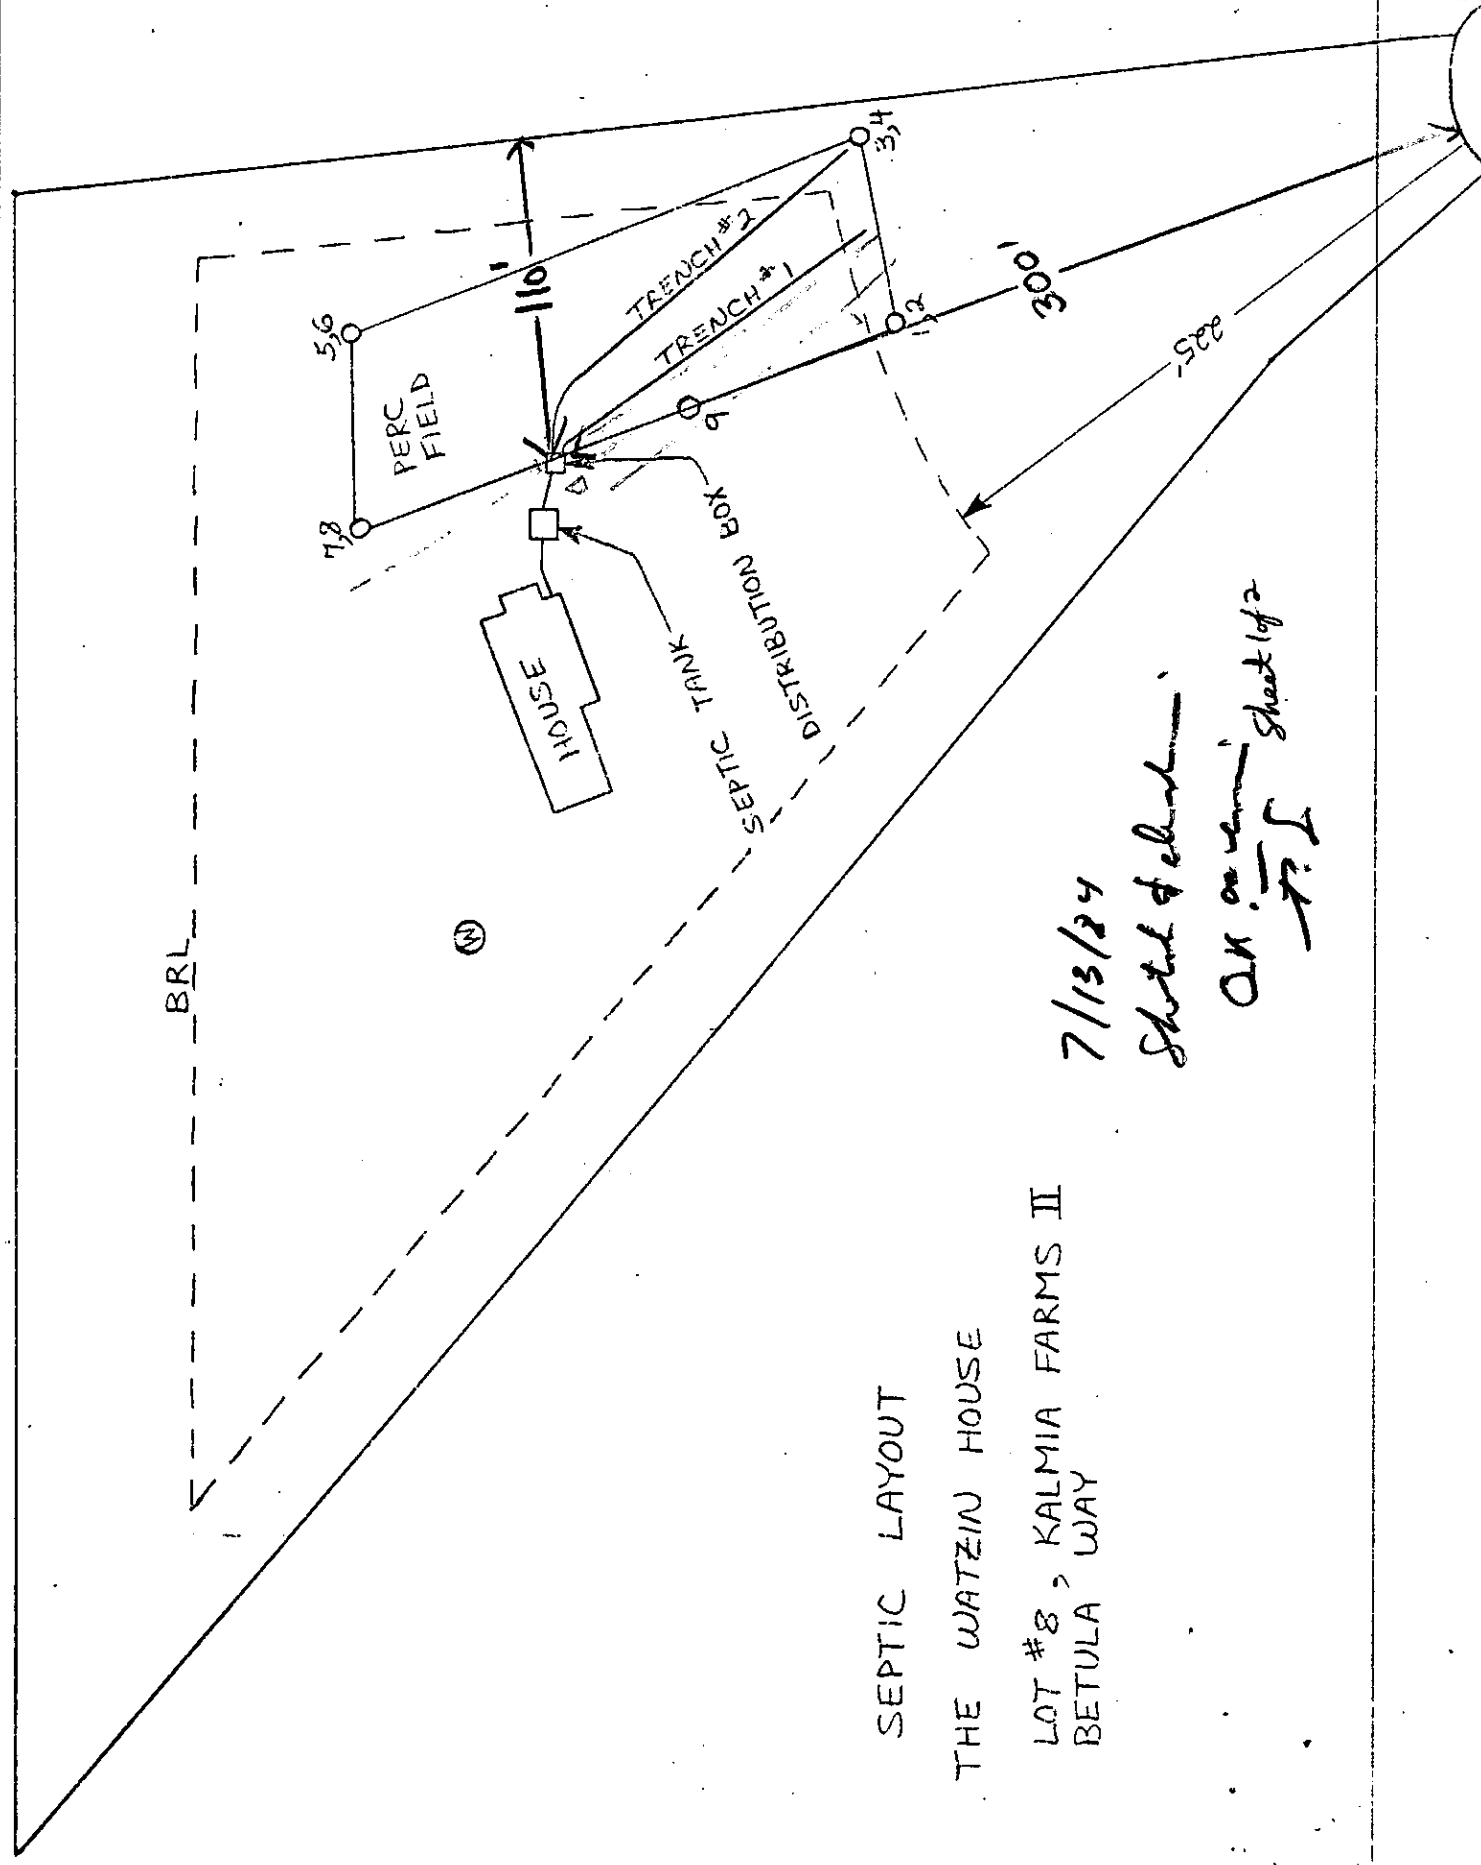 BRL
5,6
7,8
PERC
FIELD
110'
3,4
TRENCH #2
TRENCH #1
1,2
9
300'
225'
HOUSE
SEPTIC TANK
DISTRIBUTION BOX
W
SEPTIC LAYOUT
THE WATZIN HOUSE
LOT #8, KALMIA FARMS II
BETULA WAY
7/13/84
OK
Sheet 1 of 2